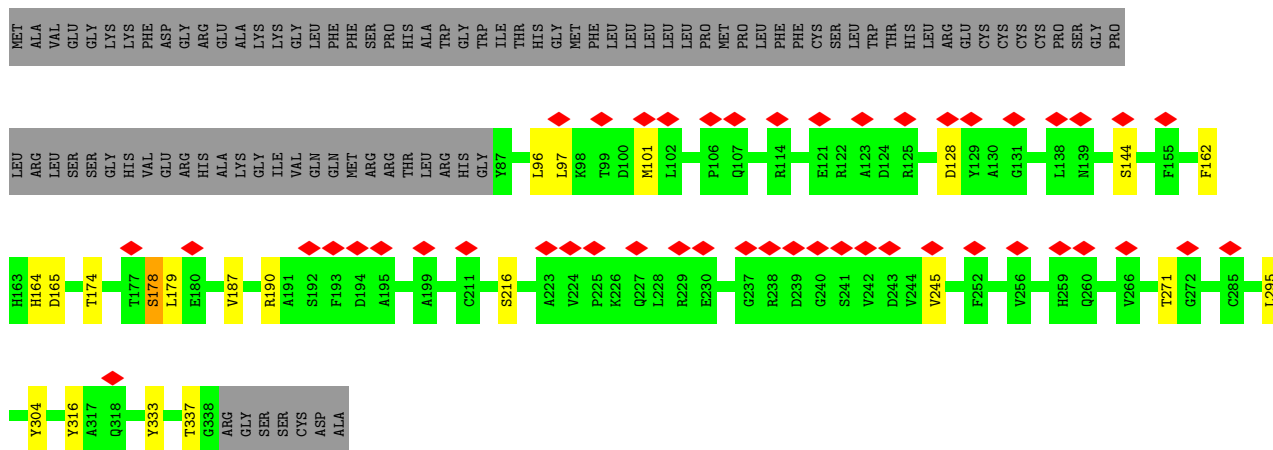 MET ALA VAL GLU GLY LYS LYS PHE ASP GLY ARG GLU ALA LYS LYS GLY LEU PHE PHE SER PRO HIS ALA TRP GLY TRP ILE THR HIS GLY MET PHE LEU LEU LEU LEU LEU PRO MET PRO LEU PHE PHE CYS SER LEU TRP THR HIS LEU ARG GLU CYS CYS CYS CYS PRO SER GLY PRO
LEU ARG LEU SER SER GLY HIS VAL GLU ARG HIS ALA LYS GLY ILE VAL GLN GLN MET ARG ARG THR LEU ARG HIS GLY Y87 L96 L97 K98 T99 D100 M101 L102 P106 Q107 R114 E121 R122 A123 D124 R125 D128 Y129 A130 G131 L138 N139 S144 F155 F162
H163 H164 D165 T174 T177 S178 L179 E180 V187 R190 A191 S192 F193 D194 A195 A199 C211 S216 A223 V224 P225 K226 Q227 L228 R229 E230 G237 R238 D239 G240 S241 V242 D243 V244 V245 F252 V256 H259 Q260 V266 T271 G272 C285 L295
Y304 Y316 A317 Q318 Y333 T337 G338 ARG GLY SER SER CYS ASP ALA